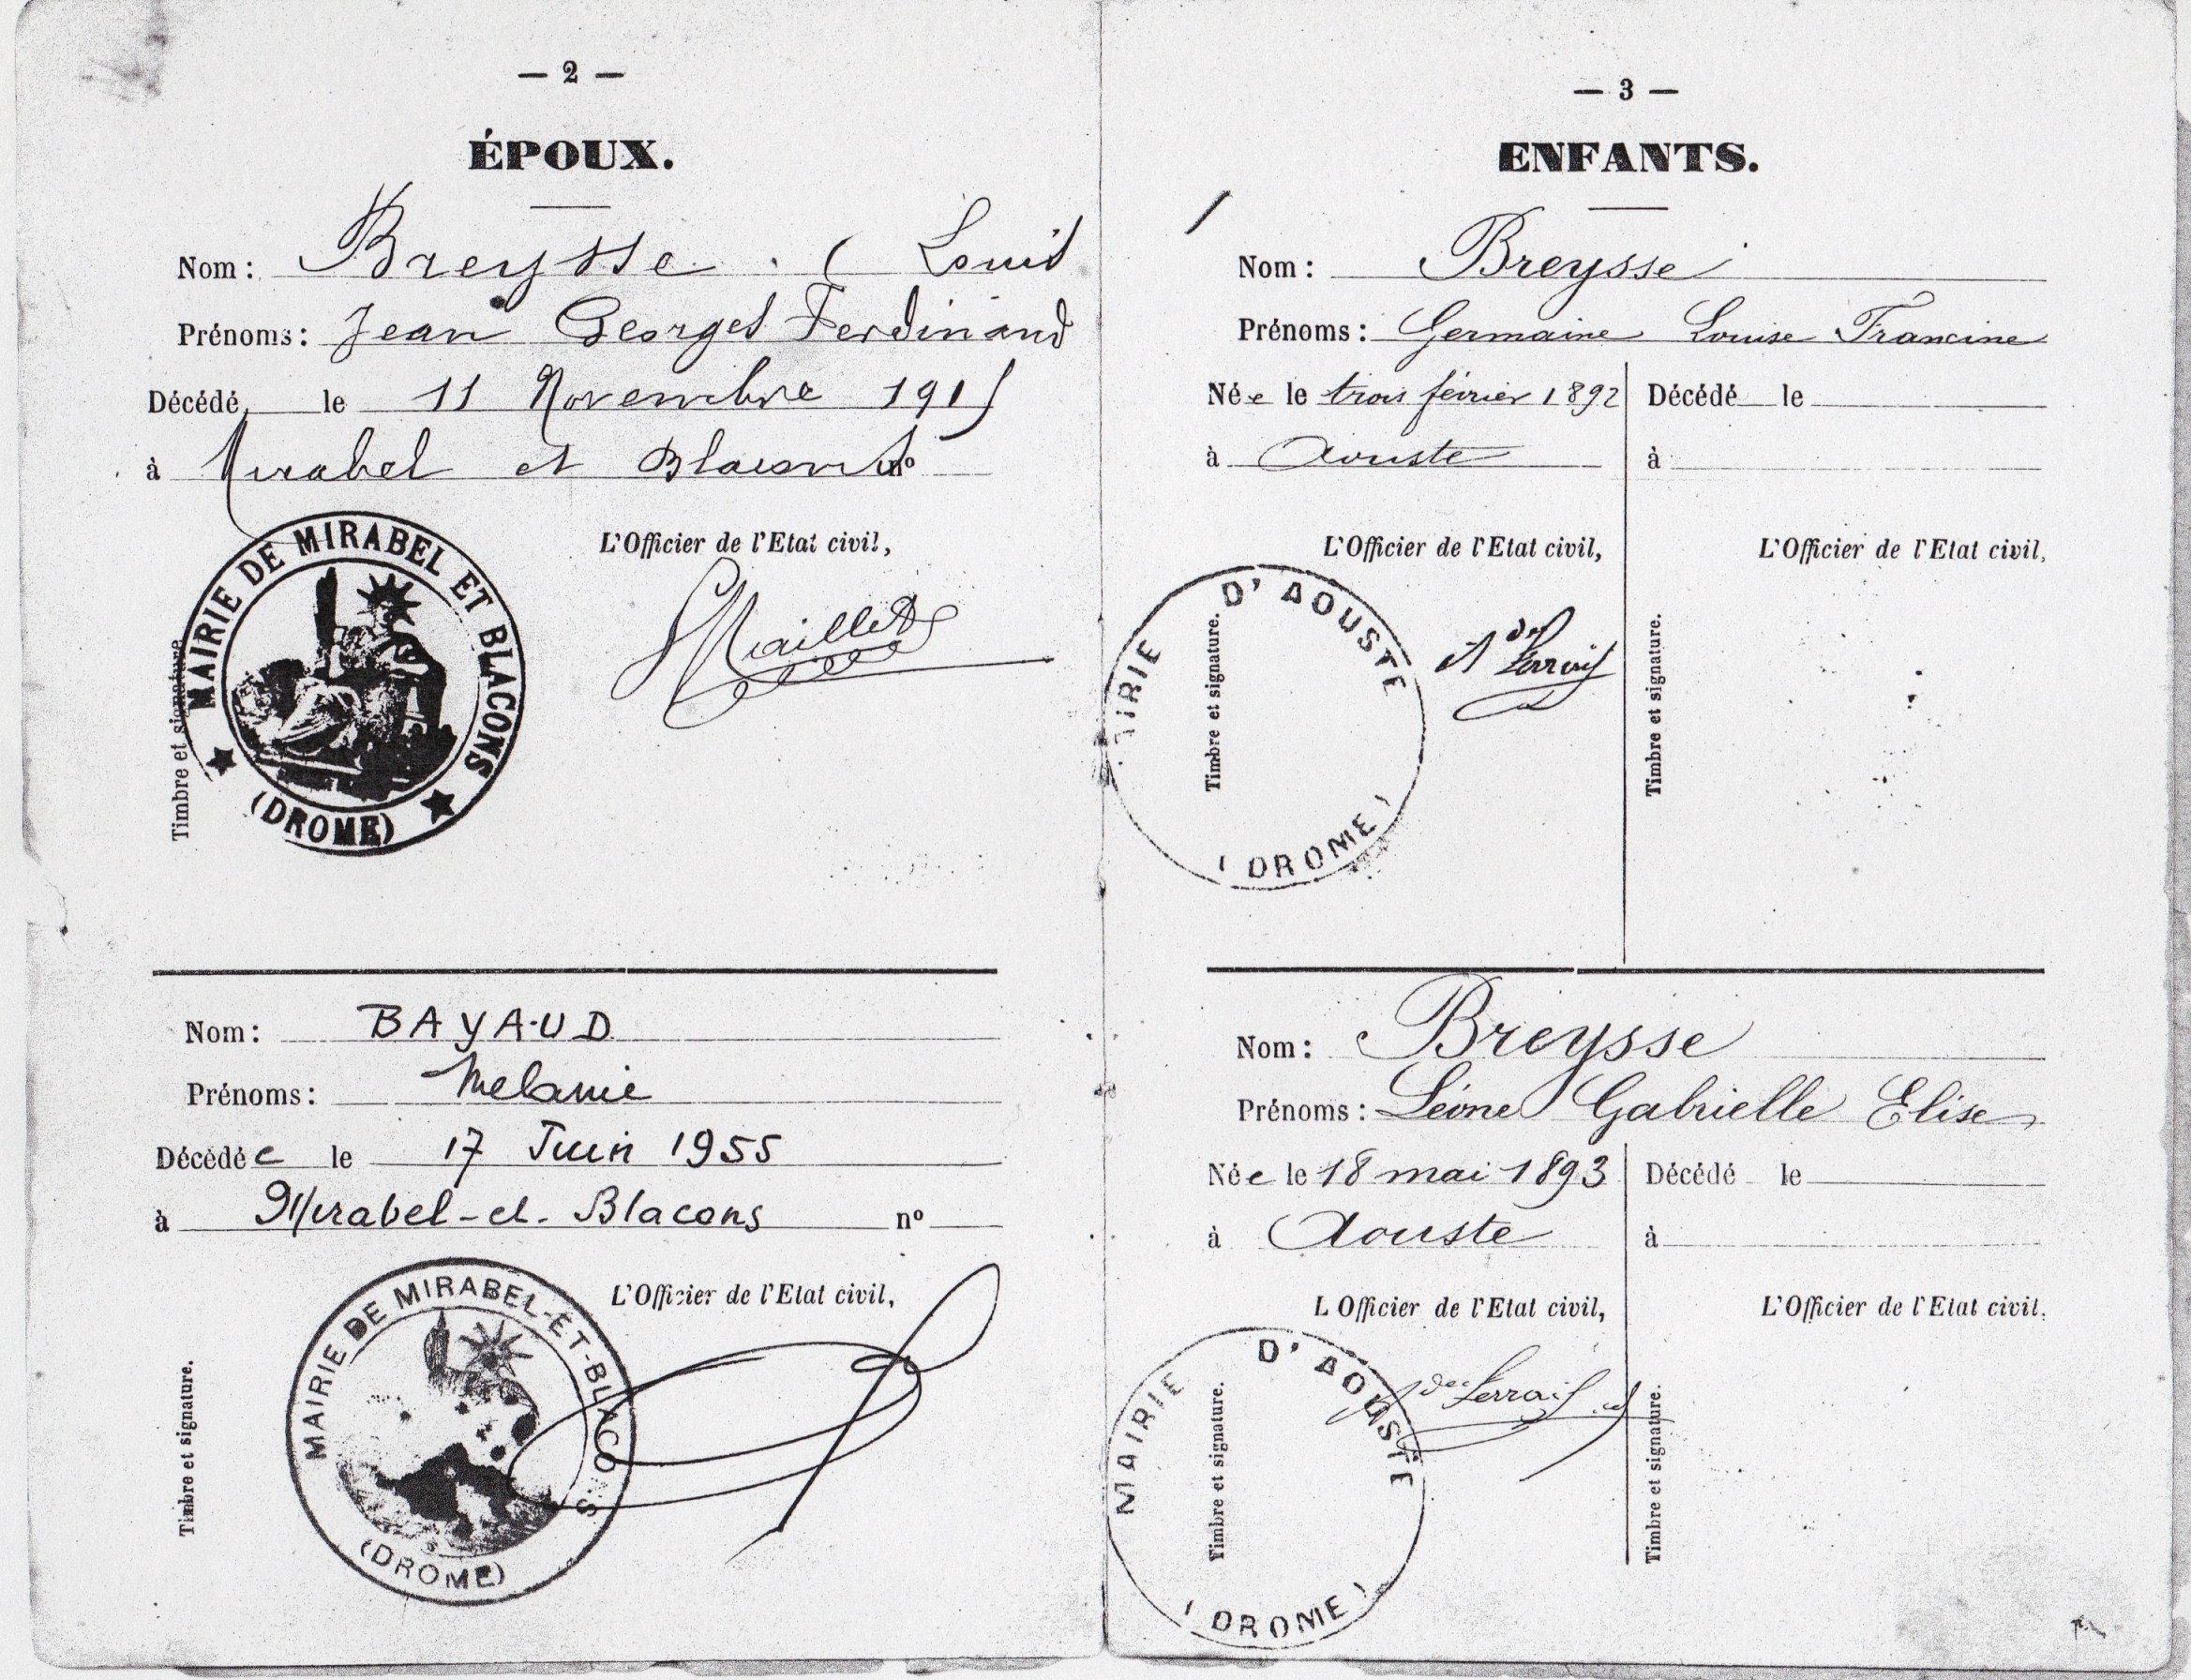 — 2 —
ÉPOUX.
Nom : Breysse . ( Louis
Prénoms : Jean Georges Ferdinand
Décédé le 11 Novembre 1915
à Mirabel et Blacons nº
L'Officier de l'Etat civil,
Timbre et signature
MAIRIE DE MIRABEL ET BLACONS
(DROME)
Maillet
Nom : BAYAUD
Prénoms : Melanie
Décédée le 17 Juin 1955
à Mirabel-et-Blacons nº
L'Officier de l'Etat civil,
Timbre et signature.
MAIRIE DE MIRABEL-ET-BLACONS
(DROME)
— 3 —
ENFANTS.
Nom : Breysse
Prénoms : Germaine Louise Francine
Née le trois février 1892
à Aouste
Décédé le
à
L'Officier de l'Etat civil,
L'Officier de l'Etat civil,
Timbre et signature.
Timbre et signature.
MAIRIE D'AOUSTE
(DROME)
Nom : Breysse
Prénoms : Léone Gabrielle Elise
Née le 18 mai 1893
à Aouste
Décédé le
à
L'Officier de l'Etat civil,
L'Officier de l'Etat civil.
Timbre et signature.
Timbre et signature.
MAIRIE D'AOUSTE
(DROME)